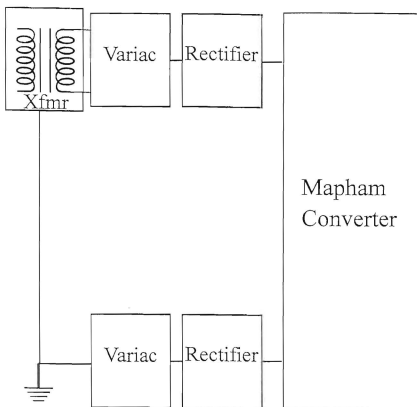 Variac
Rectifier
Xfmr
Mapham
Converter
Variac
Rectifier